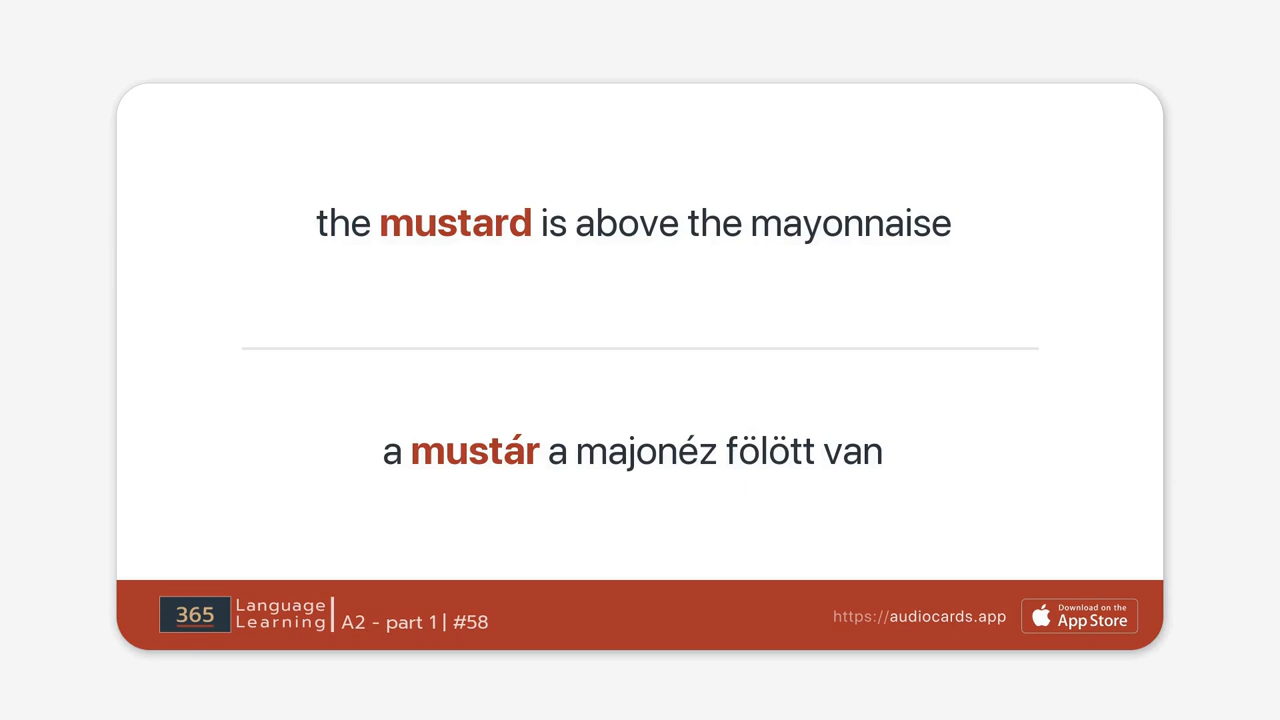 the mustard is above the mayonnaise
a mustár a majonéz fölött van
365 Language Learning | A2 - part 1 | #58
https://audiocards.app
Download on the
App Store